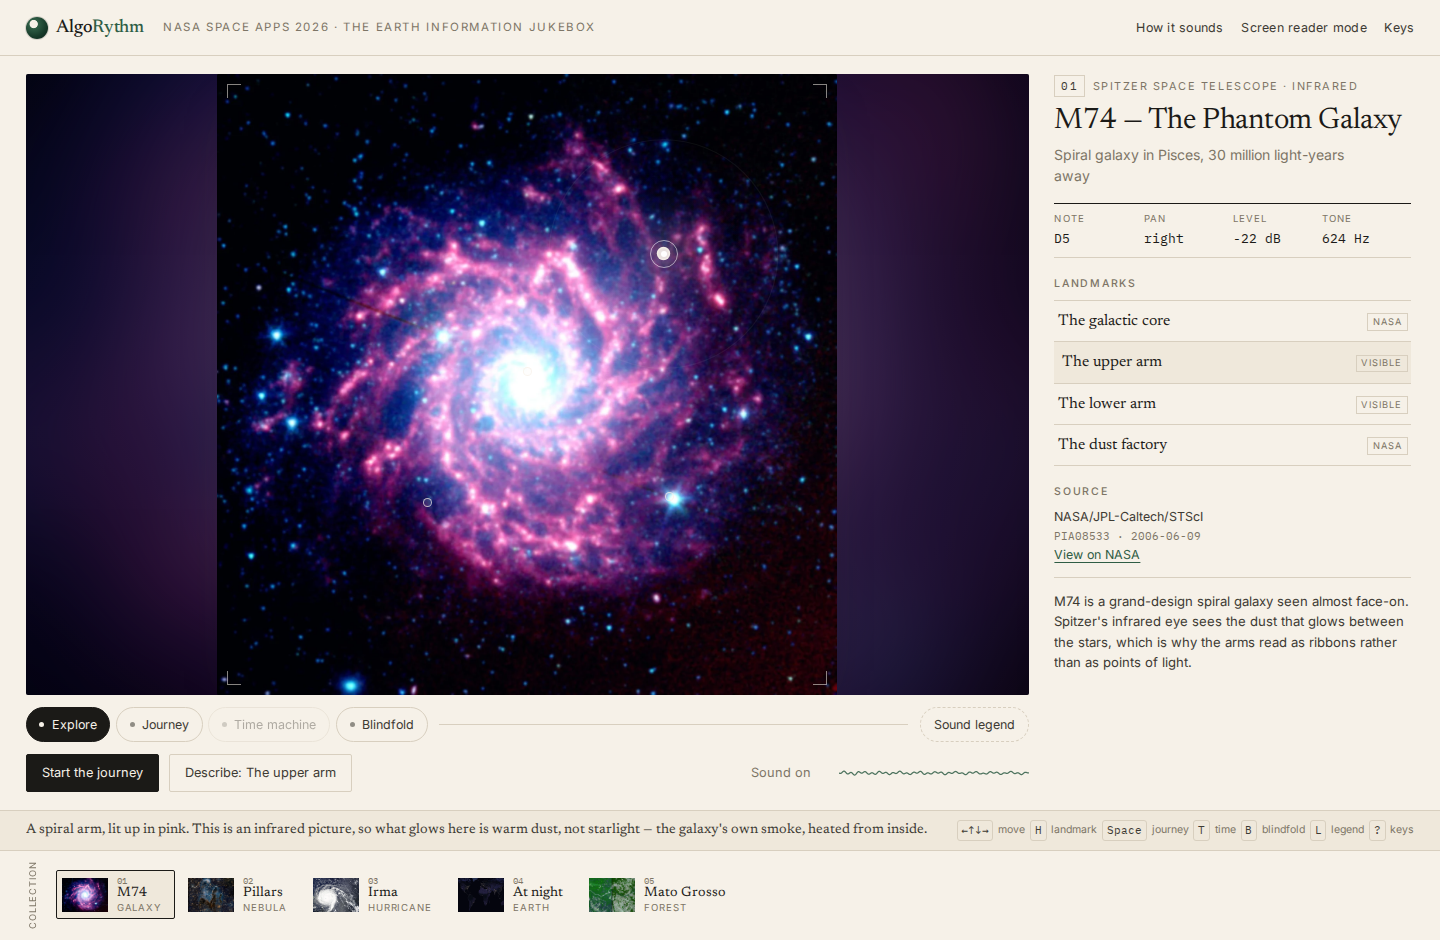 AlgoRythm
NASA SPACE APPS 2026 · THE EARTH INFORMATION JUKEBOX
How it sounds
Screen reader mode
Keys
01 SPITZER SPACE TELESCOPE · INFRARED
M74 – The Phantom Galaxy
Spiral galaxy in Pisces, 30 million light-years
away
NOTE PAN LEVEL TONE
D5 right -22 dB 624 Hz
LANDMARKS
The galactic core NASA
The upper arm VISIBLE
The lower arm VISIBLE
The dust factory NASA
SOURCE
NASA/JPL-Caltech/STScI
PIA08533 · 2006-06-09
View on NASA
M74 is a grand-design spiral galaxy seen almost face-on.
Spitzer's infrared eye sees the dust that glows between
the stars, which is why the arms read as ribbons rather
than as points of light.
Explore Journey Time machine Blindfold Sound legend
Start the journey Describe: The upper arm Sound on
A spiral arm, lit up in pink. This is an infrared picture, so what glows here is warm dust, not starlight – the galaxy's own smoke, heated from inside.
←↑↓→ move H landmark Space journey T time B blindfold L legend ? keys
COLLECTION
01
M74
GALAXY
02
Pillars
NEBULA
03
Irma
HURRICANE
04
At night
EARTH
05
Mato Grosso
FOREST